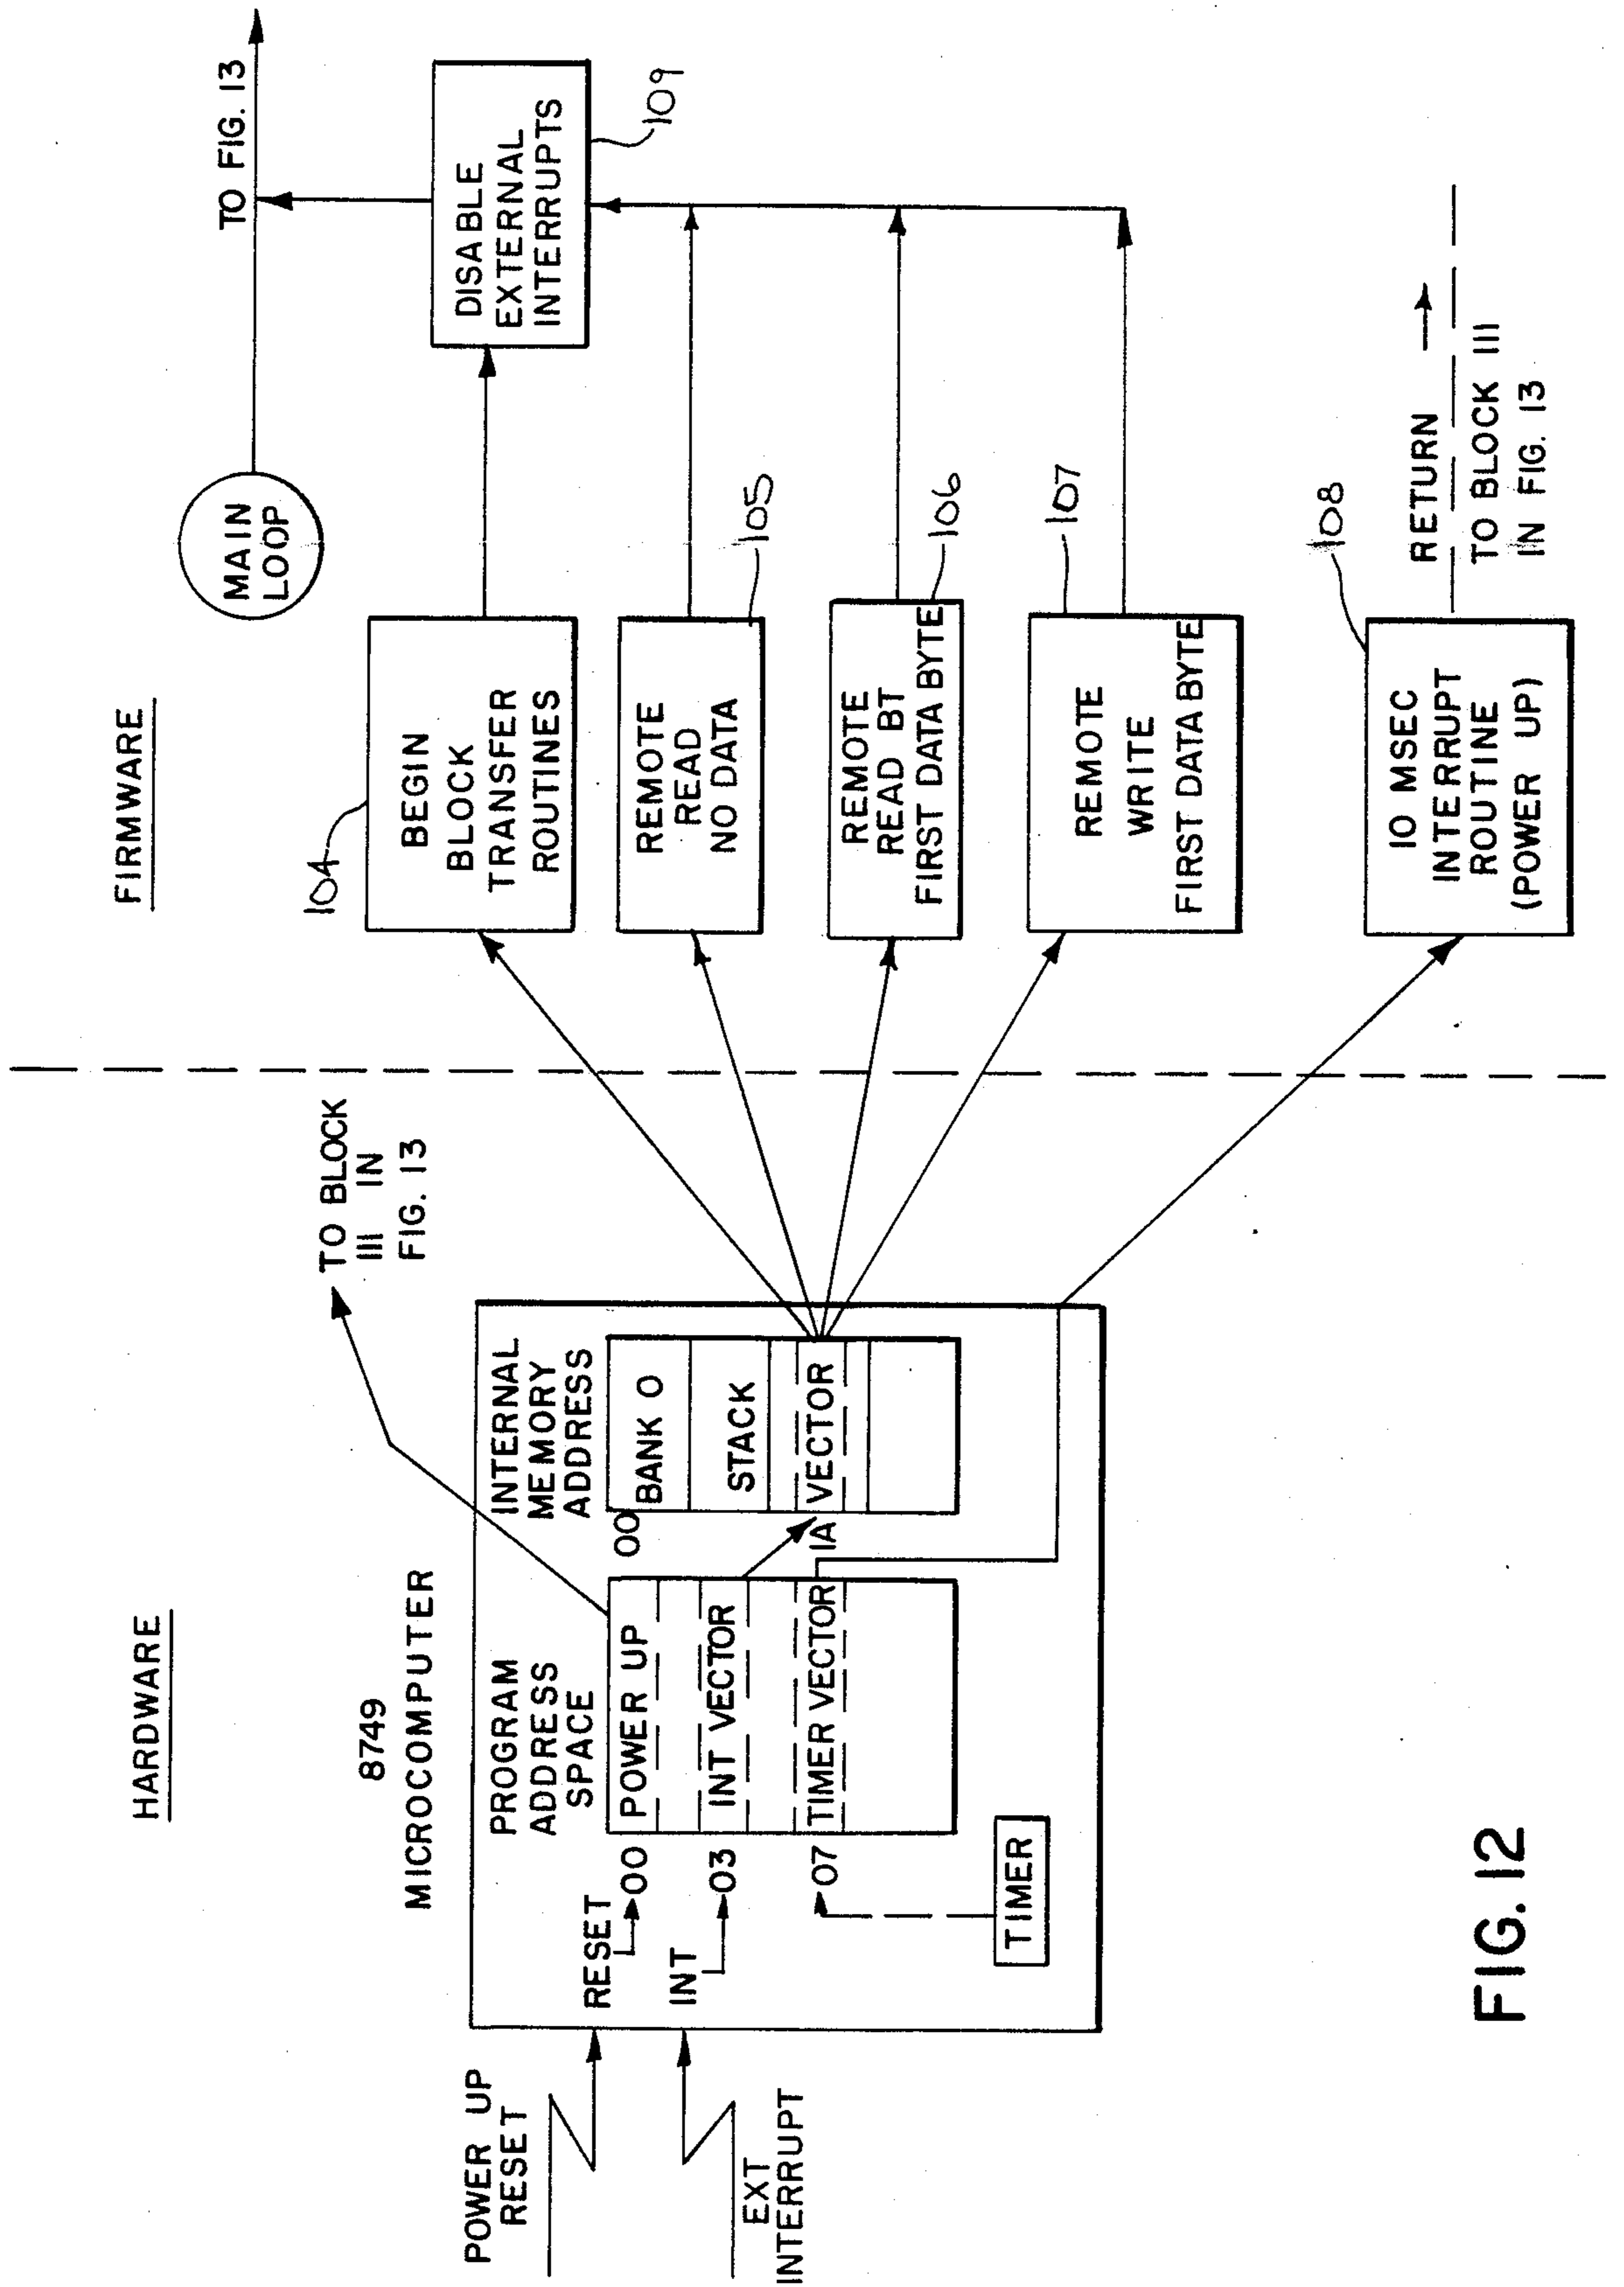 HARDWARE
FIRMWARE
8749
MICROCOMPUTER
POWER UP
RESET
EXT
INTERRUPT
RESET
INT
00
03
07
TIMER
PROGRAM
ADDRESS
SPACE
POWER UP
INT VECTOR
TIMER VECTOR
INTERNAL
MEMORY
ADDRESS
00
BANK 0
STACK
1A
VECTOR
TO BLOCK
111 IN
FIG. 13
MAIN
LOOP
TO FIG. 13
104
BEGIN
BLOCK
TRANSFER
ROUTINES
REMOTE
READ
NO DATA
105
REMOTE
READ BT
FIRST DATA BYTE
106
REMOTE
WRITE
FIRST DATA BYTE
107
10 MSEC
INTERRUPT
ROUTINE
(POWER UP)
108
DISABLE
EXTERNAL
INTERRUPTS
109
RETURN
TO BLOCK 111
IN FIG. 13
FIG. 12